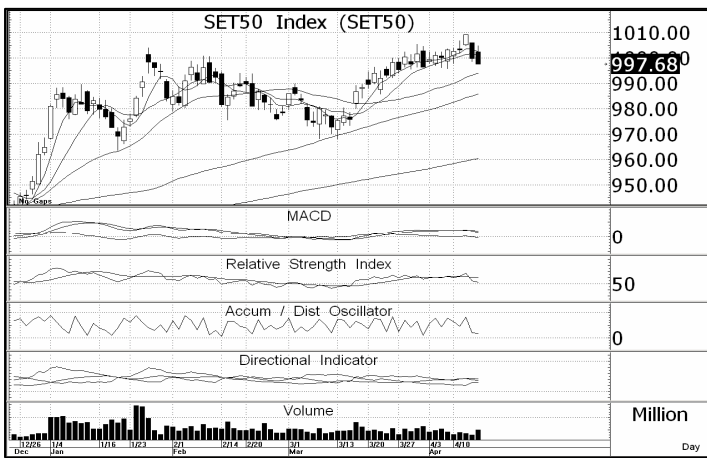 SET50 Index (SET50)
1010.00
997.68
990.00
980.00
970.00
960.00
950.00
No Gaps
MACD
0
Relative Strength Index
50
Accum / Dist Oscillator
0
Directional Indicator
Volume
Million
12/26 1/4 1/16 1/23 2/1 2/14 2/20 3/1 3/13 3/20 3/27 4/3 4/10
Dec Jan Feb Mar Apr
Day